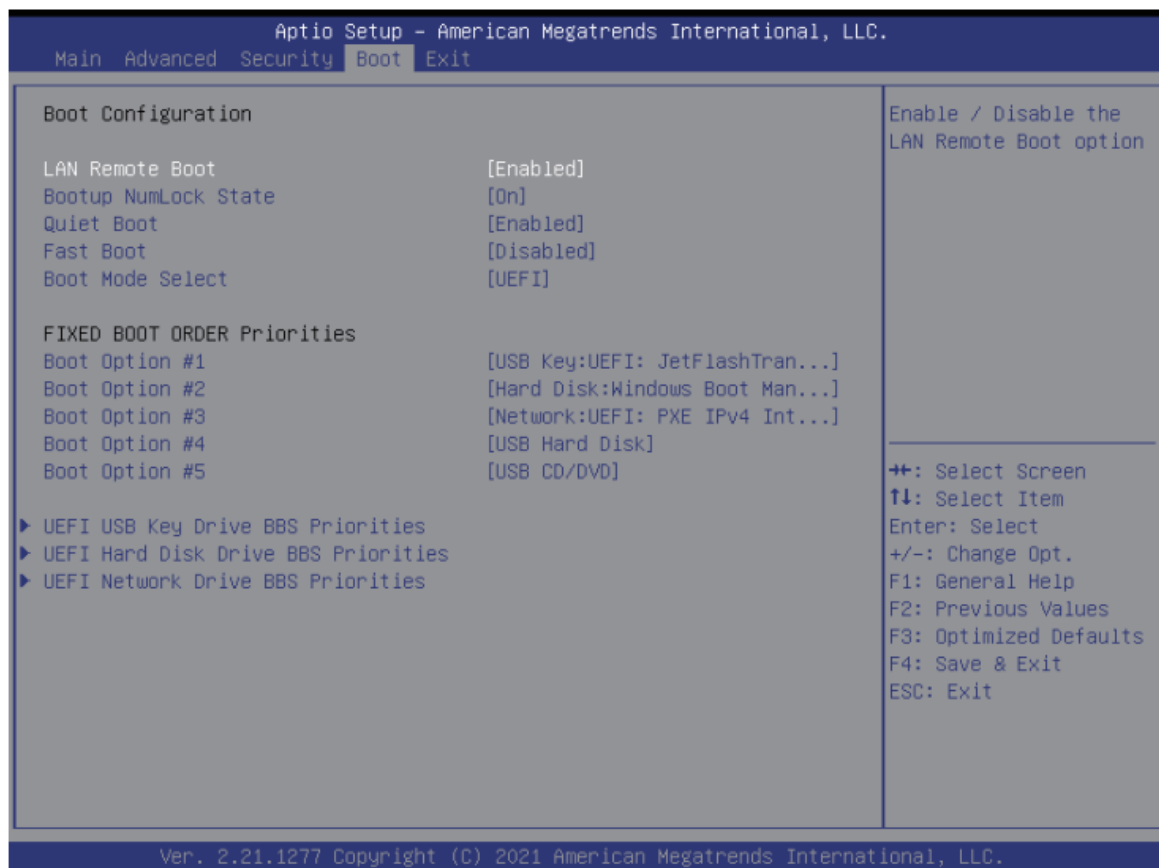 Aptio Setup – American Megatrends International, LLC.
Main Advanced Security Boot Exit
Boot Configuration
LAN Remote Boot [Enabled]
Bootup NumLock State [On]
Quiet Boot [Enabled]
Fast Boot [Disabled]
Boot Mode Select [UEFI]
FIXED BOOT ORDER Priorities
Boot Option #1 [USB Key:UEFI: JetFlashTran...]
Boot Option #2 [Hard Disk:Windows Boot Man...]
Boot Option #3 [Network:UEFI: PXE IPv4 Int...]
Boot Option #4 [USB Hard Disk]
Boot Option #5 [USB CD/DVD]
▶ UEFI USB Key Drive BBS Priorities
▶ UEFI Hard Disk Drive BBS Priorities
▶ UEFI Network Drive BBS Priorities
Enable / Disable the
LAN Remote Boot option
→←: Select Screen
↑↓: Select Item
Enter: Select
+/-: Change Opt.
F1: General Help
F2: Previous Values
F3: Optimized Defaults
F4: Save & Exit
ESC: Exit
Ver. 2.21.1277 Copyright (C) 2021 American Megatrends International, LLC.